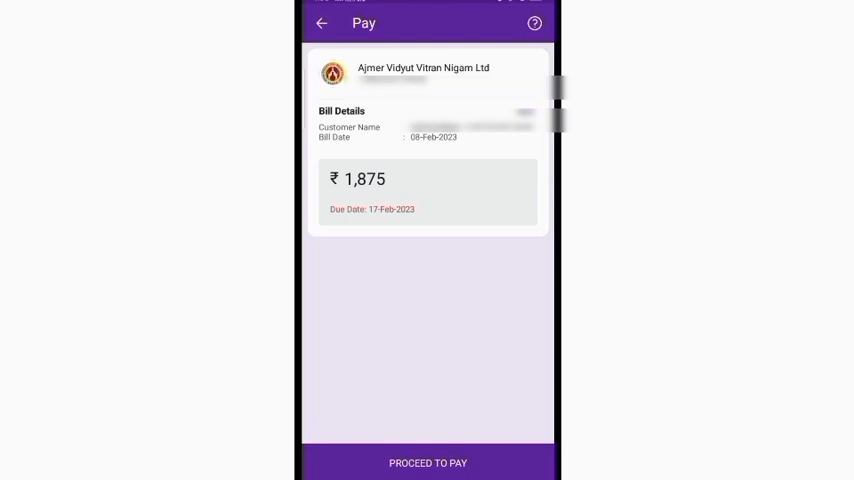 Pay
Ajmer Vidyut Vitran Nigam Ltd
Bill Details
Customer Name
Bill Date : 08-Feb-2023
₹ 1,875
Due Date: 17-Feb-2023
PROCEED TO PAY